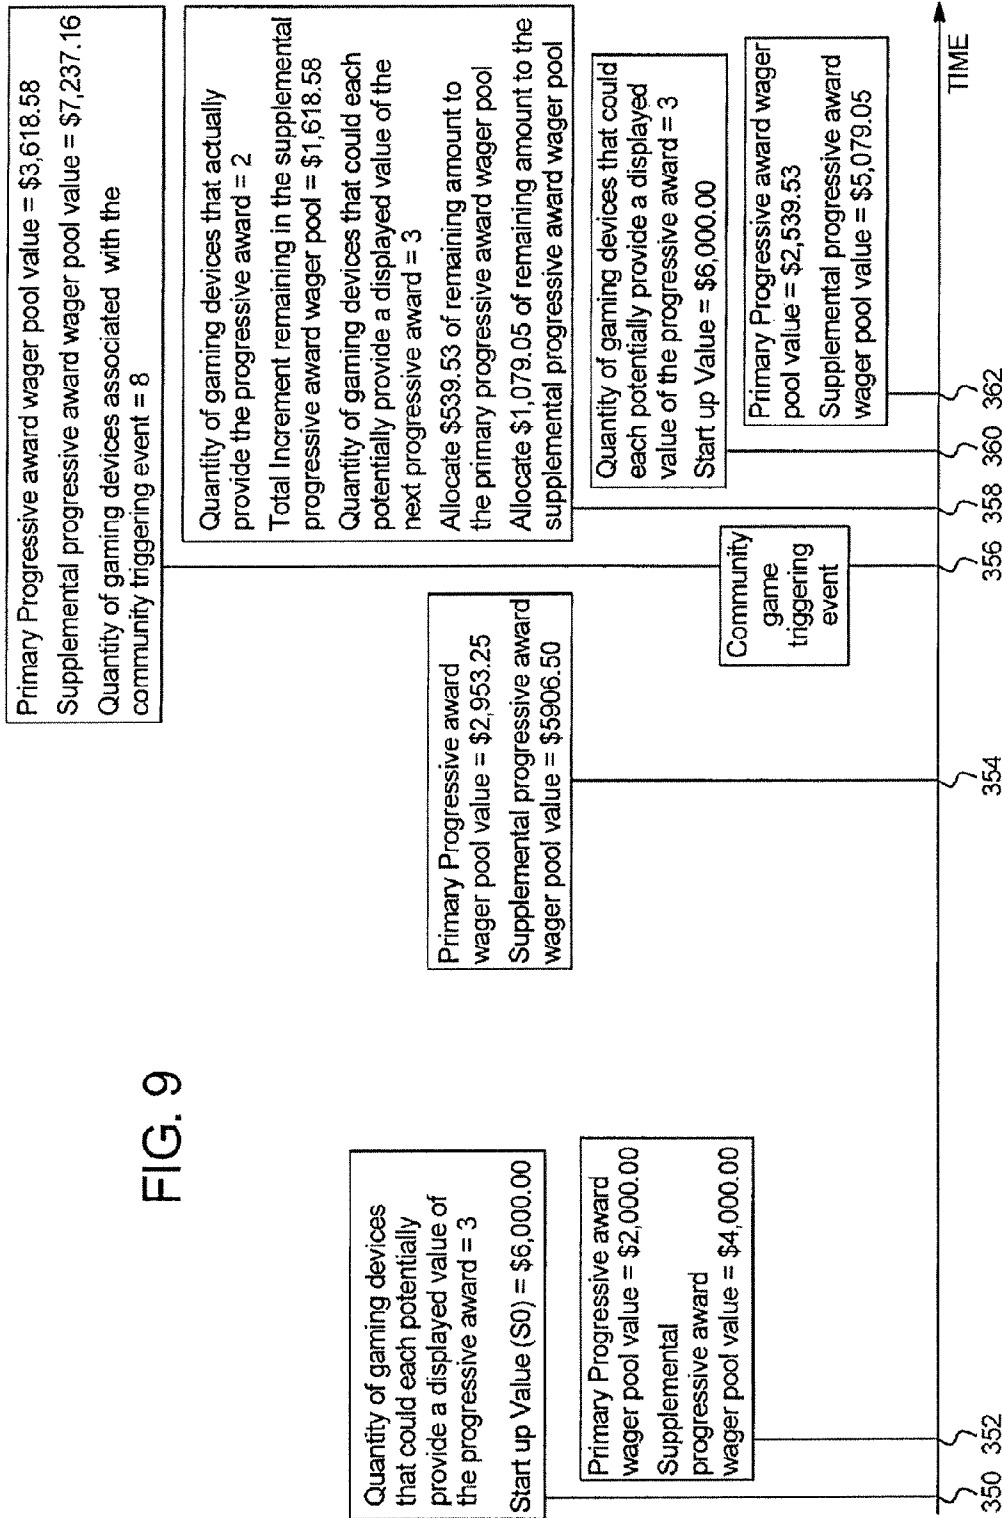 FIG. 9
Quantity of gaming devices
that could each potentially
provide a displayed value of
the progressive award = 3
Start up Value (S0) = $6,000.00
Primary Progressive award
wager pool value = $2,000.00
Supplemental
progressive award
wager pool value = $4,000.00
Primary Progressive award
wager pool value = $2,953.25
Supplemental progressive award
wager pool value = $5906.50
Primary Progressive award wager pool value = $3,618.58
Supplemental progressive award wager pool value = $7,237.16
Quantity of gaming devices associated with the
community triggering event = 8
Community
game
triggering
event
Quantity of gaming devices that actually
provide the progressive award = 2
Total Increment remaining in the supplemental
progressive award wager pool = $1,618.58
Quantity of gaming devices that could each
potentially provide a displayed value of the
next progressive award = 3
Allocate $539.53 of remaining amount to
the primary progressive award wager pool
Allocate $1,079.05 of remaining amount to the
supplemental progressive award wager pool
Quantity of gaming devices that could
each potentially provide a displayed
value of the progressive award = 3
Start up Value = $6,000.00
Primary Progressive award wager
pool value = $2,539.53
Supplemental progressive award
wager pool value = $5,079.05
TIME
350 352 354 356 358 360 362